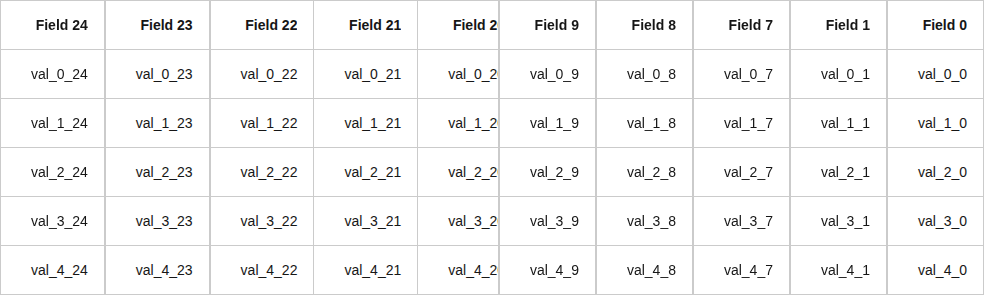 Field 24 Field 23 Field 22 Field 21 Field 2 Field 9 Field 8 Field 7 Field 1 Field 0
val_0_24 val_0_23 val_0_22 val_0_21 val_0_2 val_0_9 val_0_8 val_0_7 val_0_1 val_0_0
val_1_24 val_1_23 val_1_22 val_1_21 val_1_2 val_1_9 val_1_8 val_1_7 val_1_1 val_1_0
val_2_24 val_2_23 val_2_22 val_2_21 val_2_2 val_2_9 val_2_8 val_2_7 val_2_1 val_2_0
val_3_24 val_3_23 val_3_22 val_3_21 val_3_2 val_3_9 val_3_8 val_3_7 val_3_1 val_3_0
val_4_24 val_4_23 val_4_22 val_4_21 val_4_2 val_4_9 val_4_8 val_4_7 val_4_1 val_4_0